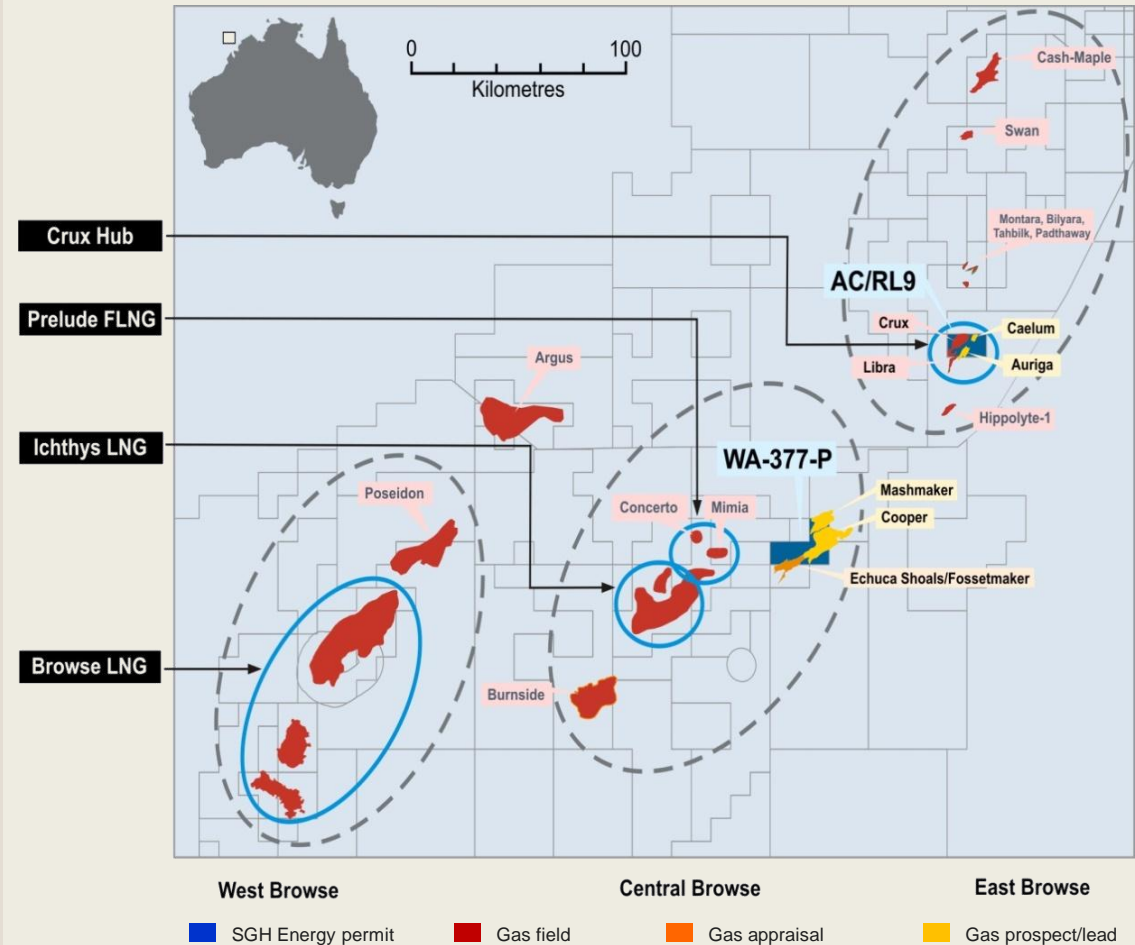 0 100
Kilometres
Cash-Maple
Swan
Montara, Bilyara,
Tahbilk, Padthaway
Crux Hub
AC/RL9
Prelude FLNG
Crux
Caelum
Argus
Libra
Auriga
Hippolyte-1
Ichthys LNG
WA-377-P
Poseidon
Mashmaker
Concerto
Mimia
Cooper
Echuca Shoals/Fossetmaker
Browse LNG
Burnside
West Browse
Central Browse
East Browse
SGH Energy permit
Gas field
Gas appraisal
Gas prospect/lead